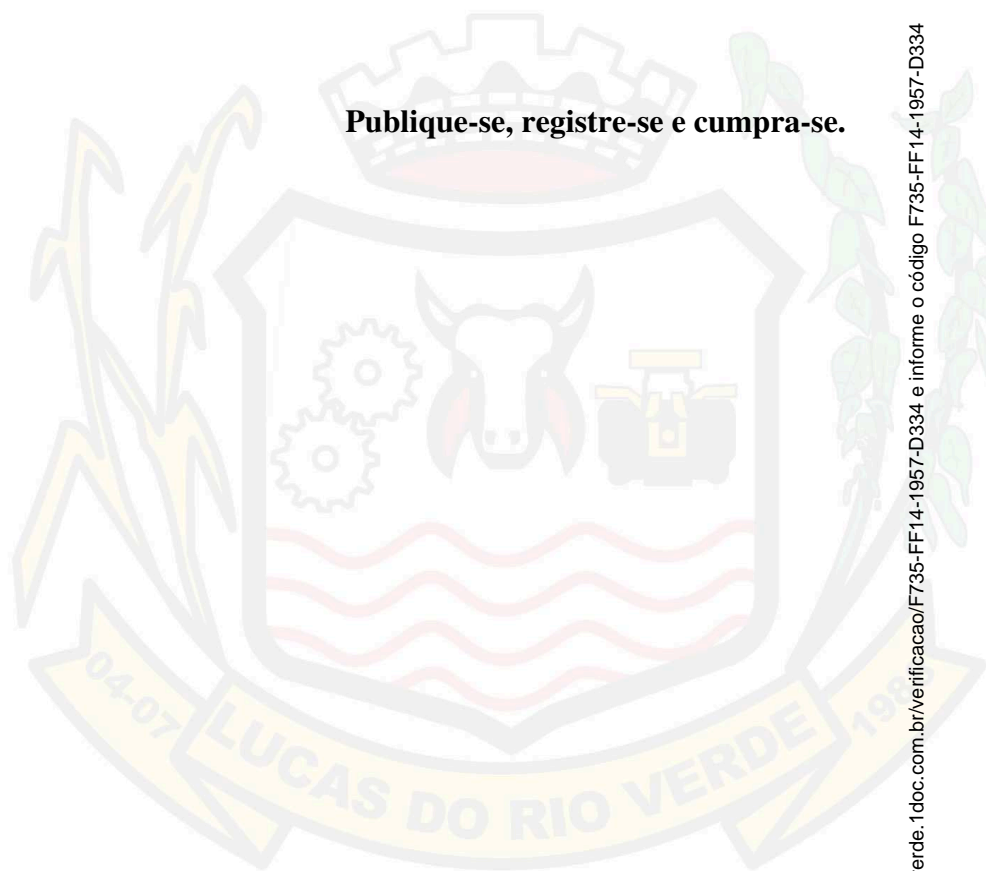 Publique-se, registre-se e cumpra-se.
04-07
LUCAS DO RIO VERDE
1988
erde.1doc.com.br/verificacao/F735-FF14-1957-D334 e informe o código F735-FF14-1957-D334